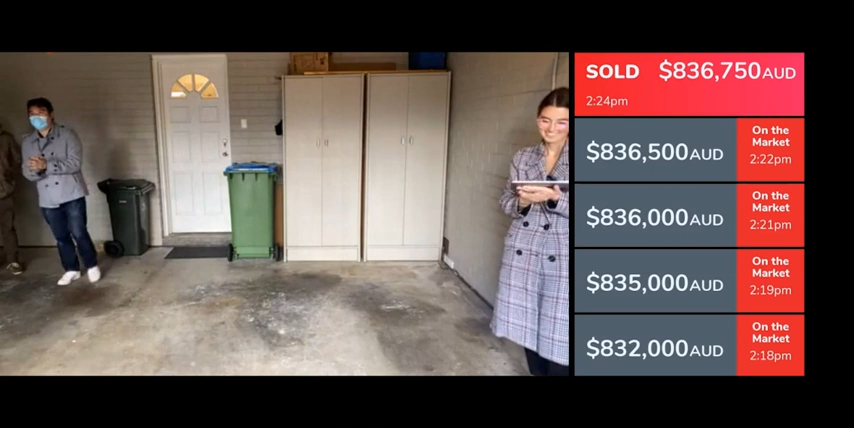 SOLD $836,750AUD
2:24pm
$836,500AUD
On the
Market
2:22pm
$836,000AUD
On the
Market
2:21pm
$835,000AUD
On the
Market
2:19pm
$832,000AUD
On the
Market
2:18pm